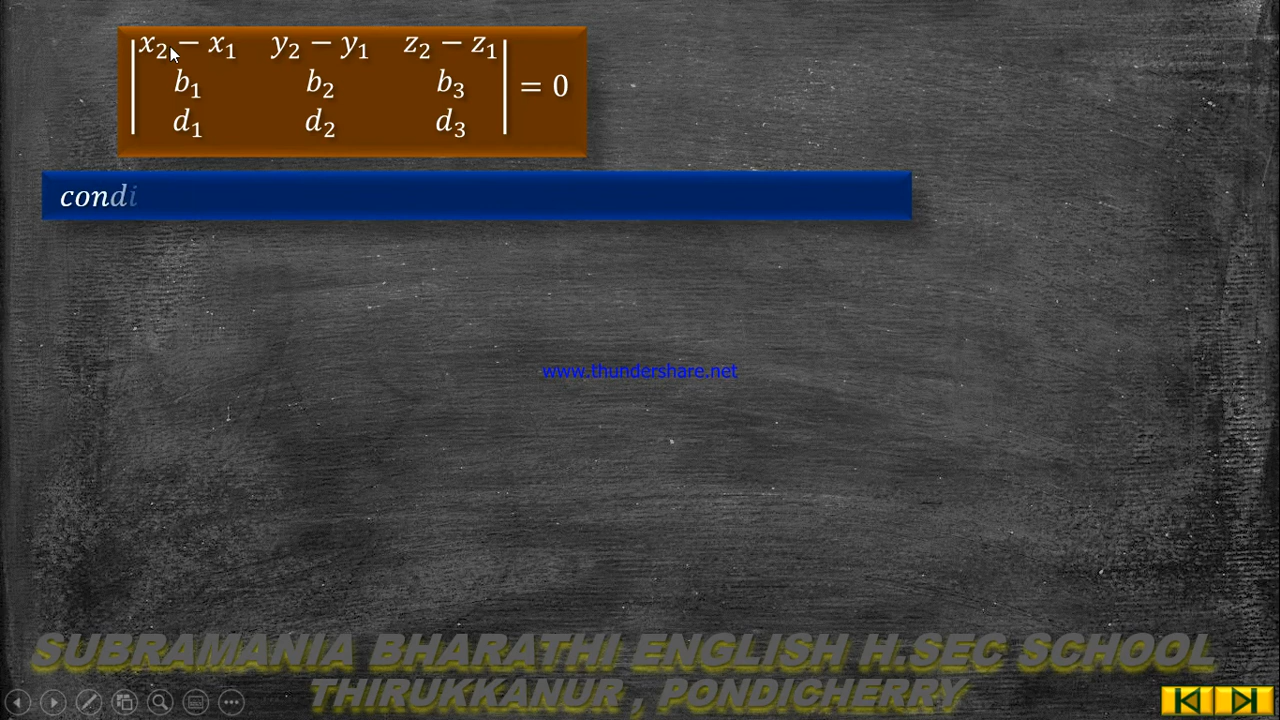 | x₂ − x₁  y₂ − y₁  z₂ − z₁ |
| b₁  b₂  b₃ | = 0
| d₁  d₂  d₃ |
condi
www.thundershare.net
SUBRAMANIA BHARATHI ENGLISH H.SEC SCHOOL
THIRUKKANUR , PONDICHERRY